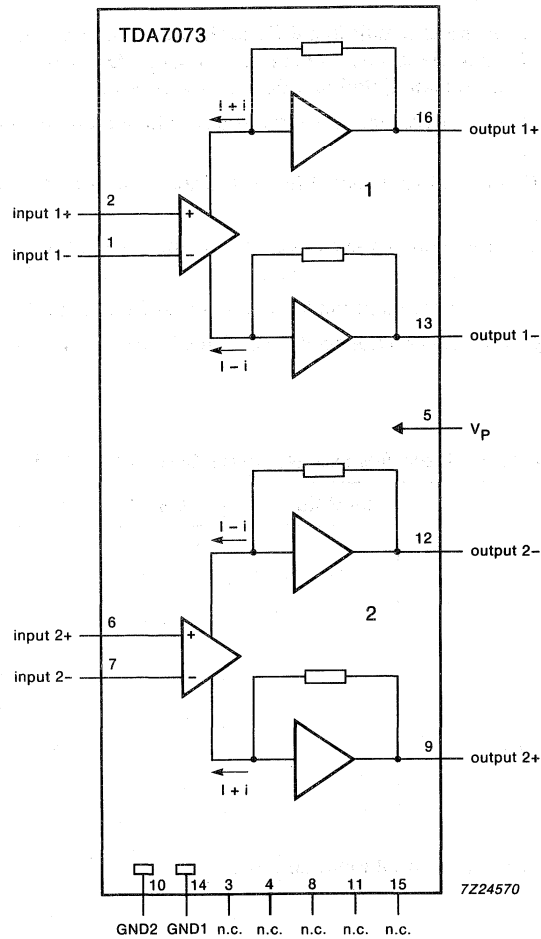 TDA7073
I + i
16
output 1+
1
2
input 1+
+
1
input 1–
–
13
output 1–
I – i
5
VP
I – i
12
output 2–
2
6
input 2+
+
7
input 2–
–
9
output 2+
I + i
10 14 3 4 8 11 15
7Z24570
GND2 GND1 n.c. n.c. n.c. n.c. n.c.